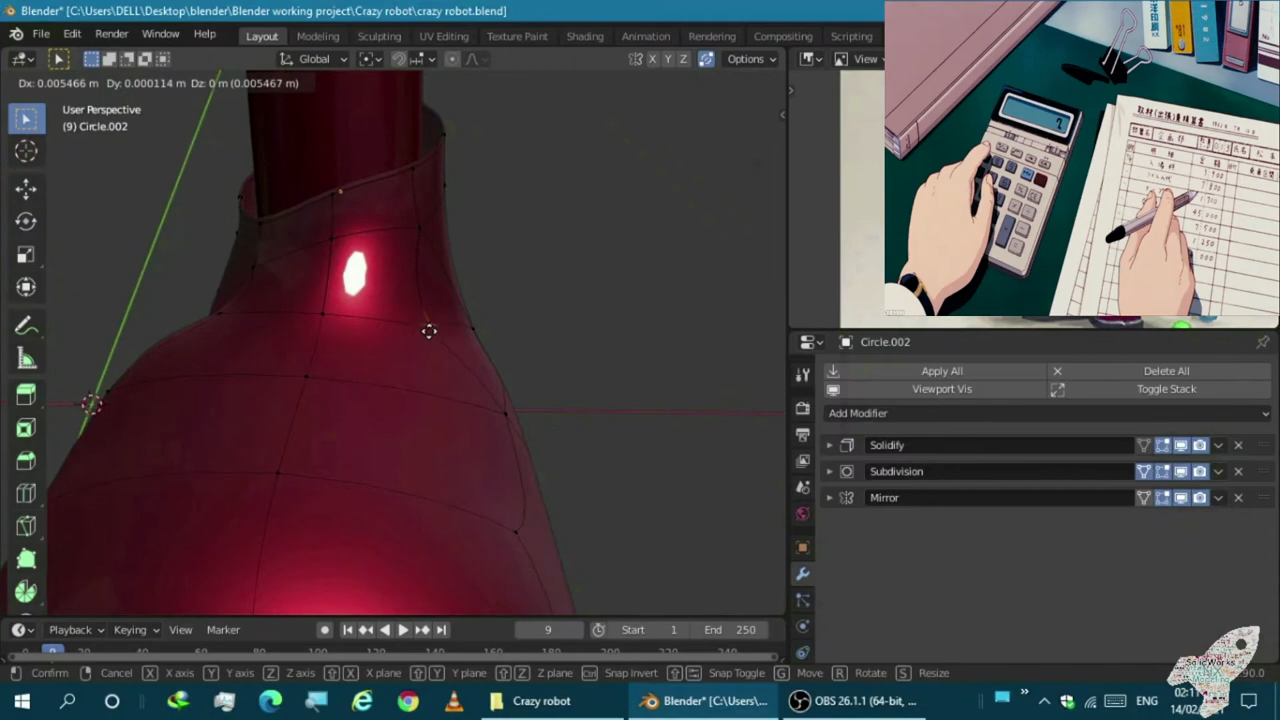 Blender* [C:\Users\DELL\Desktop\blender\Blender working project\Crazy robot\crazy robot.blend]
File Edit Render Window Help
Layout Modeling Sculpting UV Editing Texture Paint Shading Animation Rendering Compositing Scripting
Global
X Y Z
Options
View
Dx: 0.005466 m Dy: 0.000114 m Dz: 0 m (0.005467 m)
User Perspective
(9) Circle.002
Circle.002
Apply All
Delete All
Viewport Vis
Toggle Stack
Add Modifier
Solidify
Subdivision
Mirror
Playback Keying View Marker
9
Start 1
End 250
Confirm Cancel X X axis Y Y axis Z Z axis X X plane Y Y plane Z Z plane Ctrl Snap Invert Snap Toggle G Move R Rotate S Resize
SolidWorks
Crazy robot
Blender* [C:\Users\...
OBS 26.1.1 (64-bit, ...
ENG
14/02/